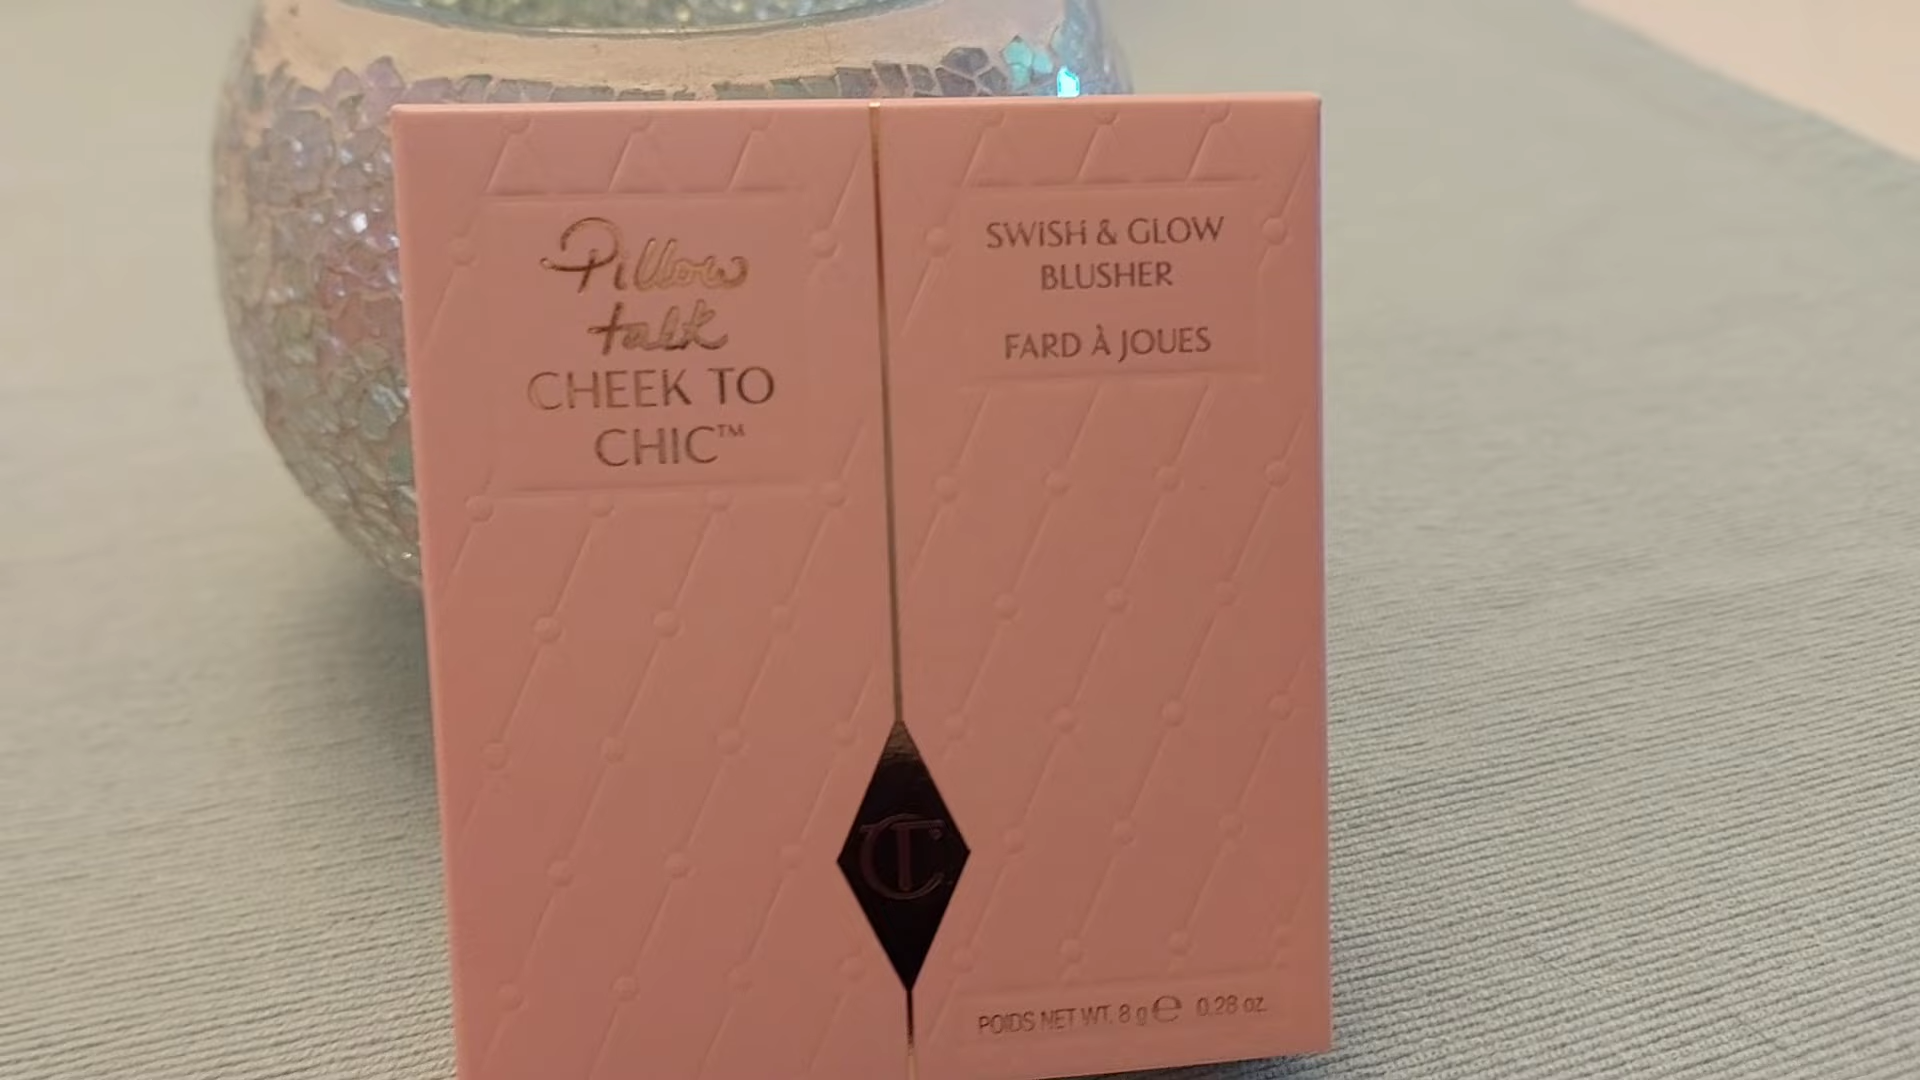 Pillow
talk
CHEEK TO
CHIC™
SWISH & GLOW
BLUSHER
FARD À JOUES
CT
POIDS NET WT. 8 g ℮ 0.28 oz.